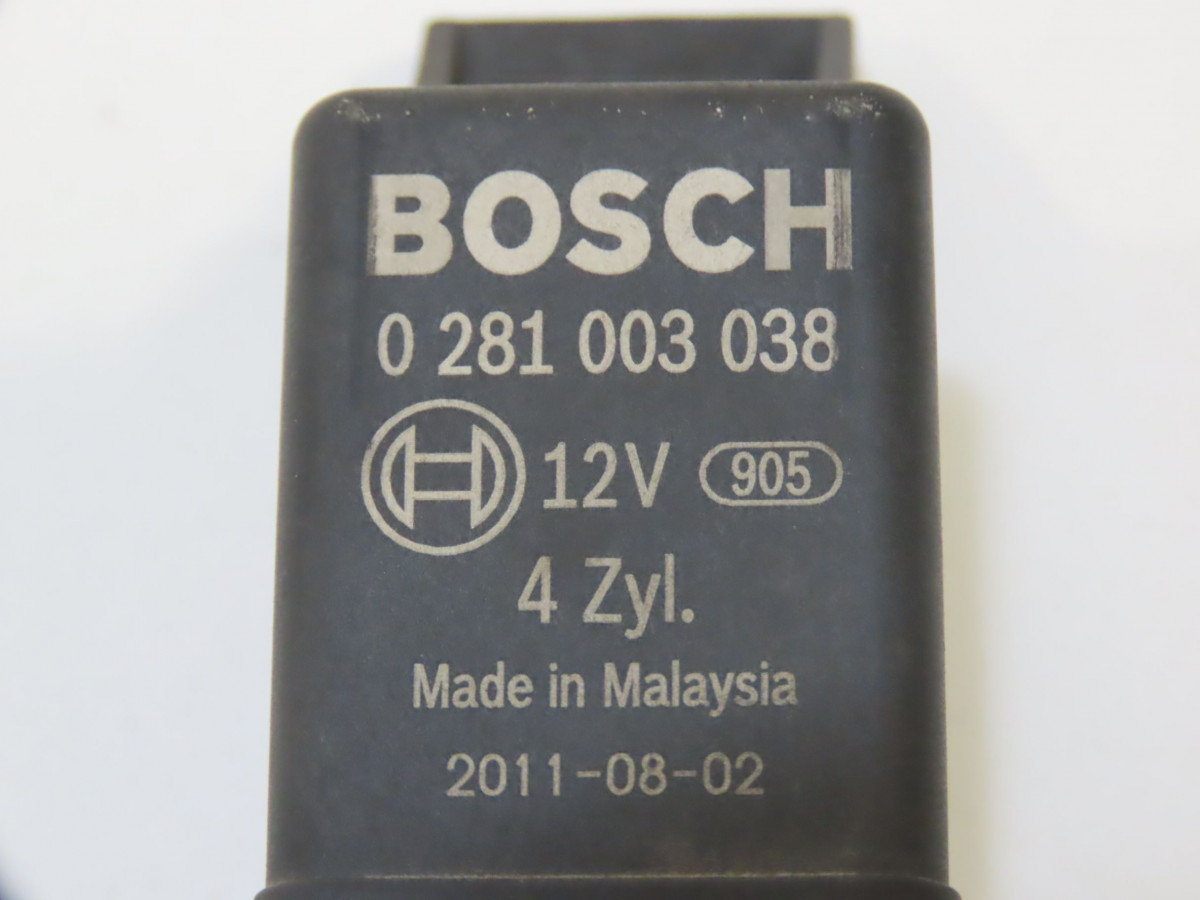 BOSCH
0 281 003 038
12V 905
4 Zyl.
Made in Malaysia
2011-08-02